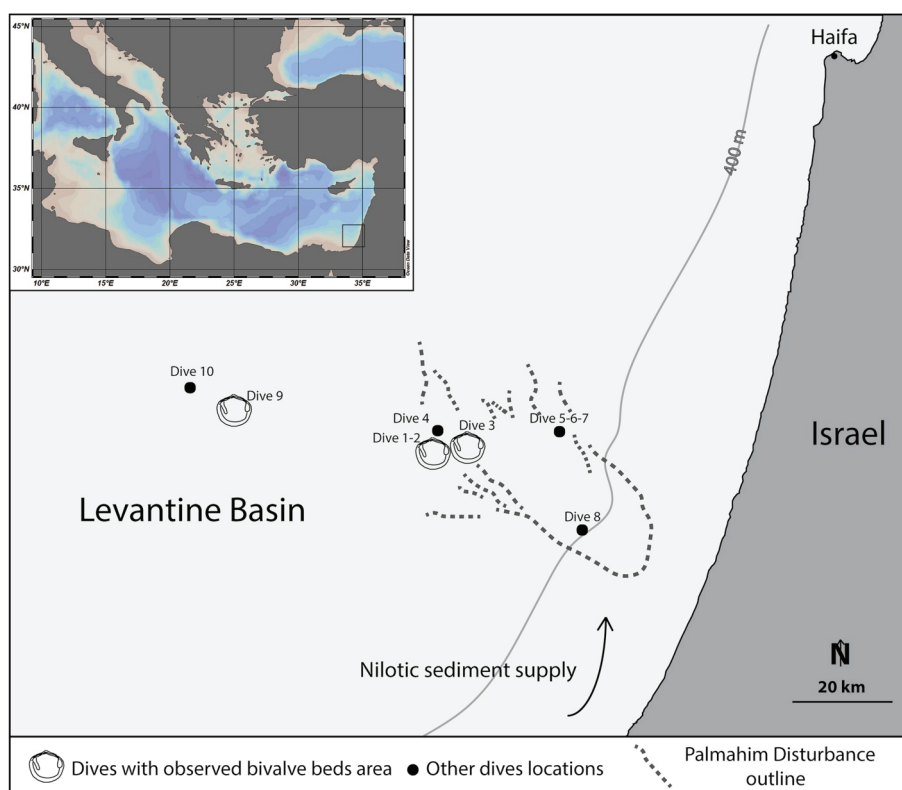 45°N
40°N
35°N
30°N
10°E
15°E
20°E
25°E
30°E
35°E
Ocean Data View
Haifa
400 m
Dive 10
Dive 9
Dive 4
Dive 3
Dive 1-2
Dive 5-6-7
Israel
Levantine Basin
Dive 8
Nilotic sediment supply
N
20 km
Dives with observed bivalve beds area
Other dives locations
Palmahim Disturbance
outline